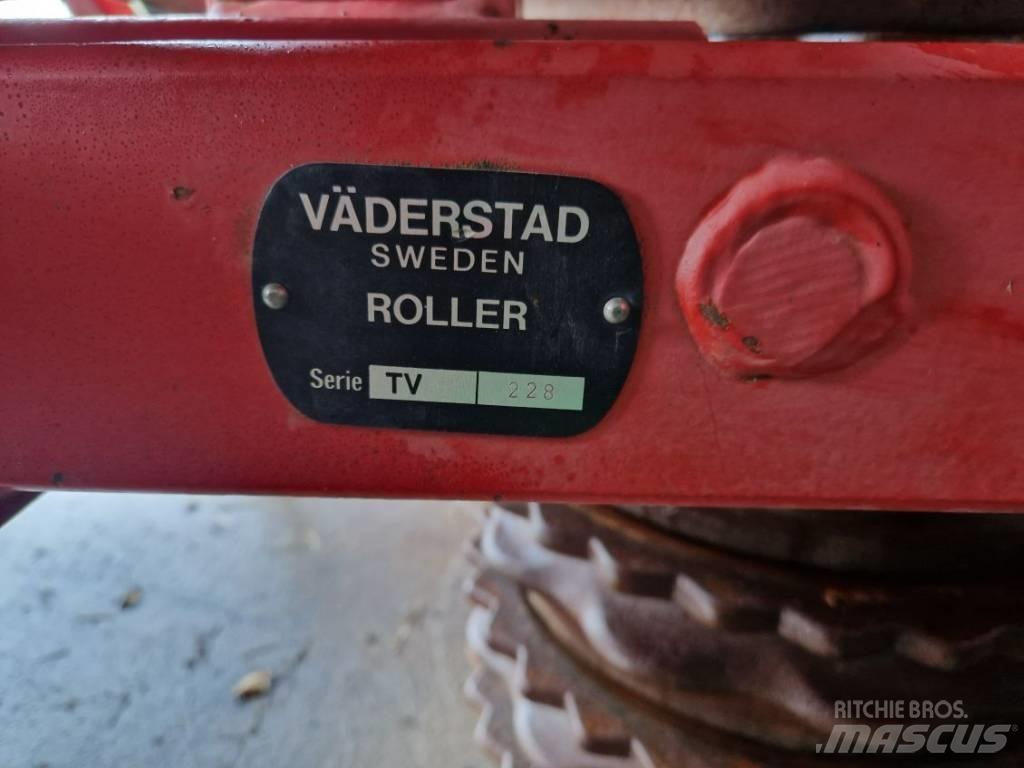 VÄDERSTAD
SWEDEN
ROLLER
Serie TV 228
RITCHIE BROS.
MASCUS